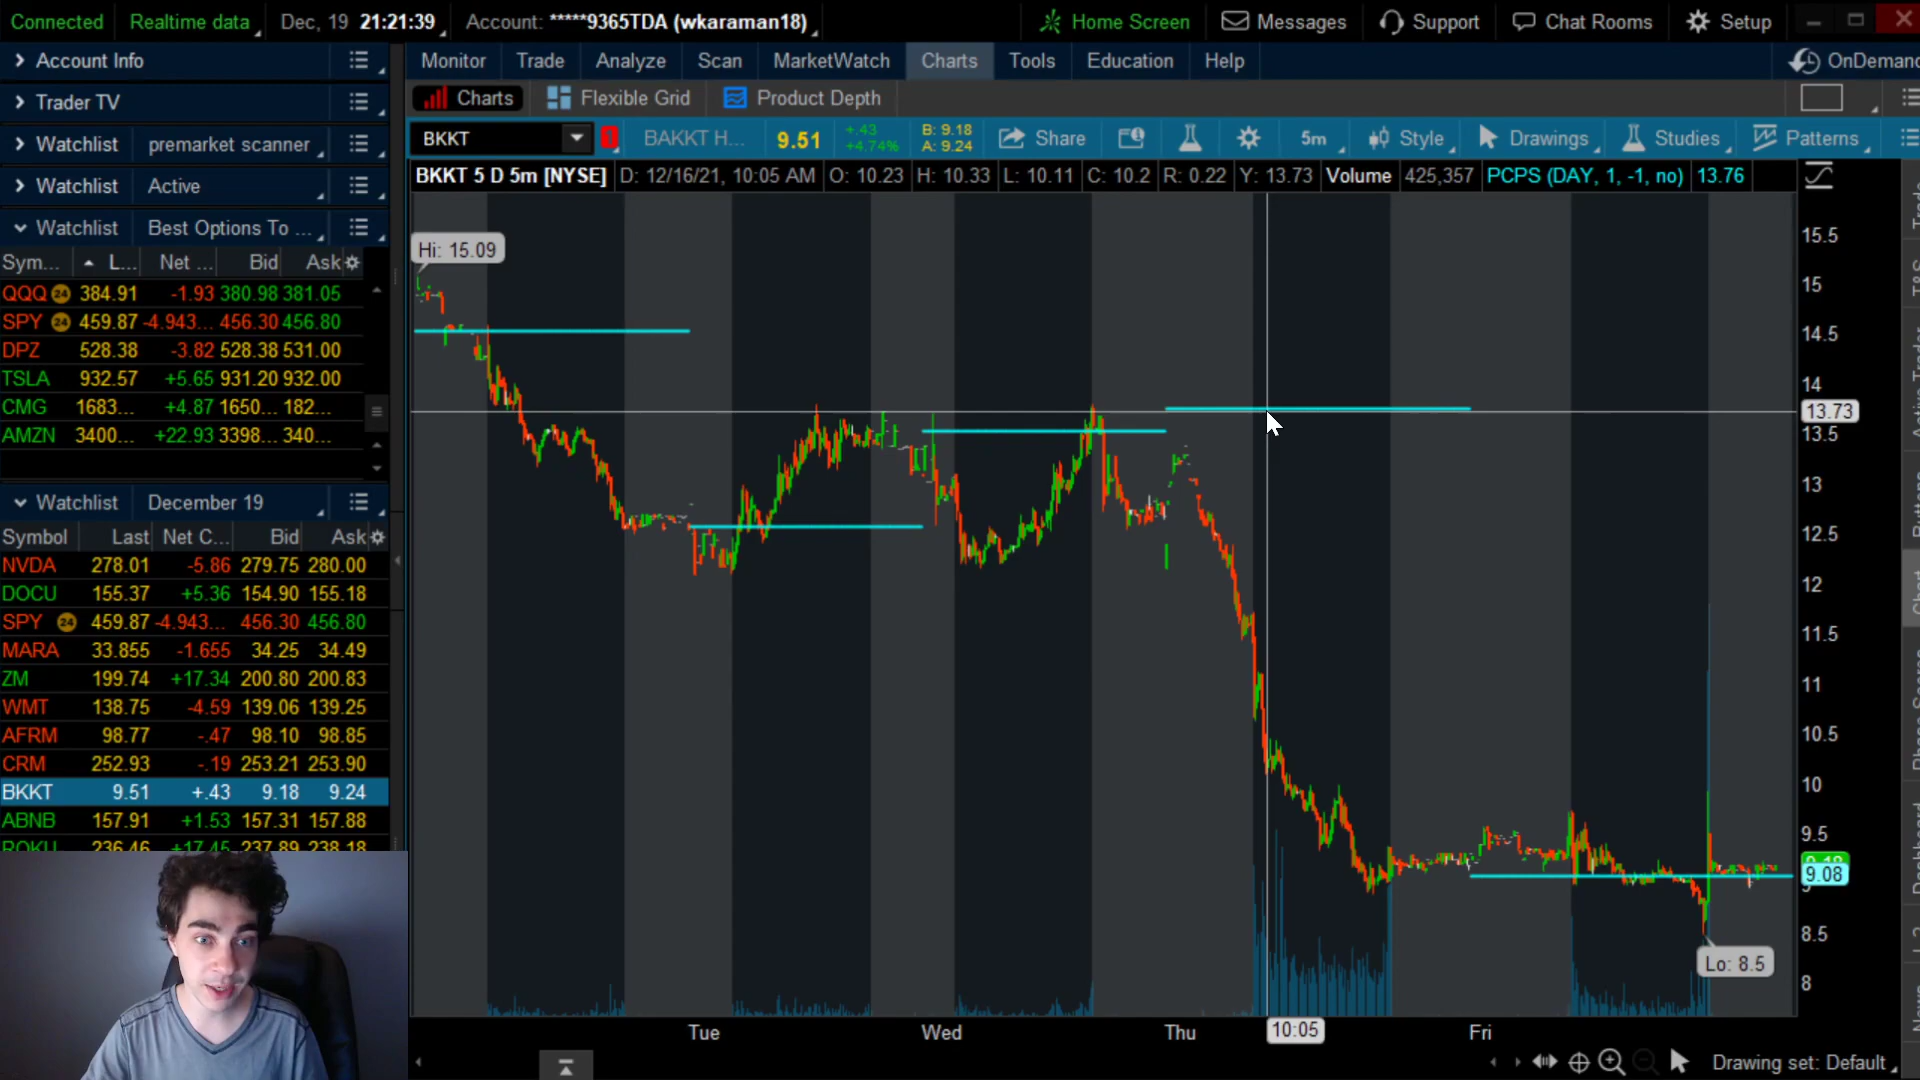 Connected Realtime data Dec, 19 21:21:39 Account: *****9365TDA (wkaraman18) Home Screen Messages Support Chat Rooms Setup
Account Info
Trader TV
Watchlist premarket scanner
Watchlist Active
Watchlist Best Options To ...
Sym... L... Net ... Bid Ask
QQQ 24 384.91 -1.93 380.98 381.05
SPY 24 459.87 -4.943... 456.30 456.80
DPZ 528.38 -3.82 528.38 531.00
TSLA 932.57 +5.65 931.20 932.00
CMG 1683... +4.87 1650... 182...
AMZN 3400... +22.93 3398... 340...
Watchlist December 19
Symbol Last Net C... Bid Ask
NVDA 278.01 -5.86 279.75 280.00
DOCU 155.37 +5.36 154.90 155.18
SPY 24 459.87 -4.943... 456.30 456.80
MARA 33.855 -1.655 34.25 34.49
ZM 199.74 +17.34 200.80 200.83
WMT 138.75 -4.59 139.06 139.25
AFRM 98.77 -.47 98.10 98.85
CRM 252.93 -.19 253.21 253.90
BKKT 9.51 +.43 9.18 9.24
ABNB 157.91 +1.53 157.31 157.88
ROKU 236.46 +17.45 237.89 238.18
Monitor Trade Analyze Scan MarketWatch Charts Tools Education Help OnDemand
Charts Flexible Grid Product Depth
BKKT 1 BAKKT H... 9.51 +.43 +4.74% B: 9.18 A: 9.24 Share 5m Style Drawings Studies Patterns
BKKT 5 D 5m [NYSE] D: 12/16/21, 10:05 AM O: 10.23 H: 10.33 L: 10.11 C: 10.2 R: 0.22 Y: 13.73 Volume 425,357 PCPS (DAY, 1, -1, no) 13.76
Hi: 15.09
15.5
15
14.5
14
13.73
13.5
13
12.5
12
11.5
11
10.5
10
9.5
9.08
8.5
8
Lo: 8.5
Tue Wed Thu 10:05 Fri
Drawing set: Default